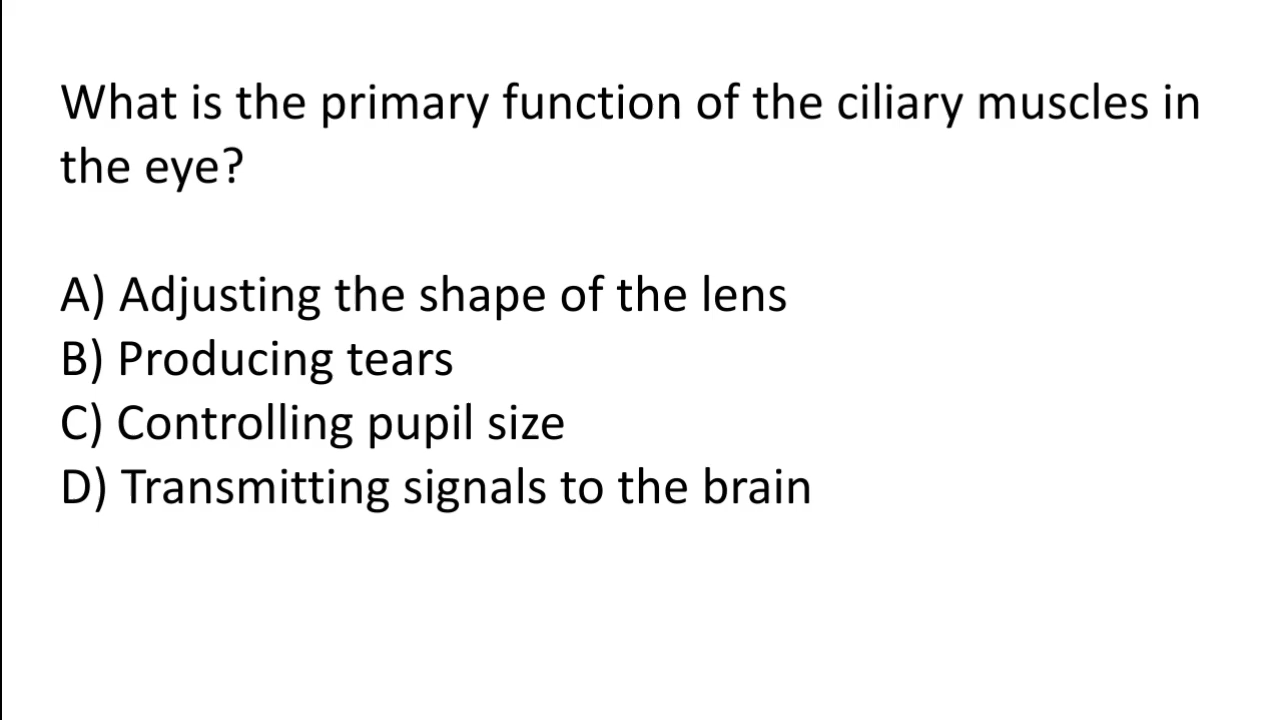 What is the primary function of the ciliary muscles in
the eye?
A) Adjusting the shape of the lens
B) Producing tears
C) Controlling pupil size
D) Transmitting signals to the brain